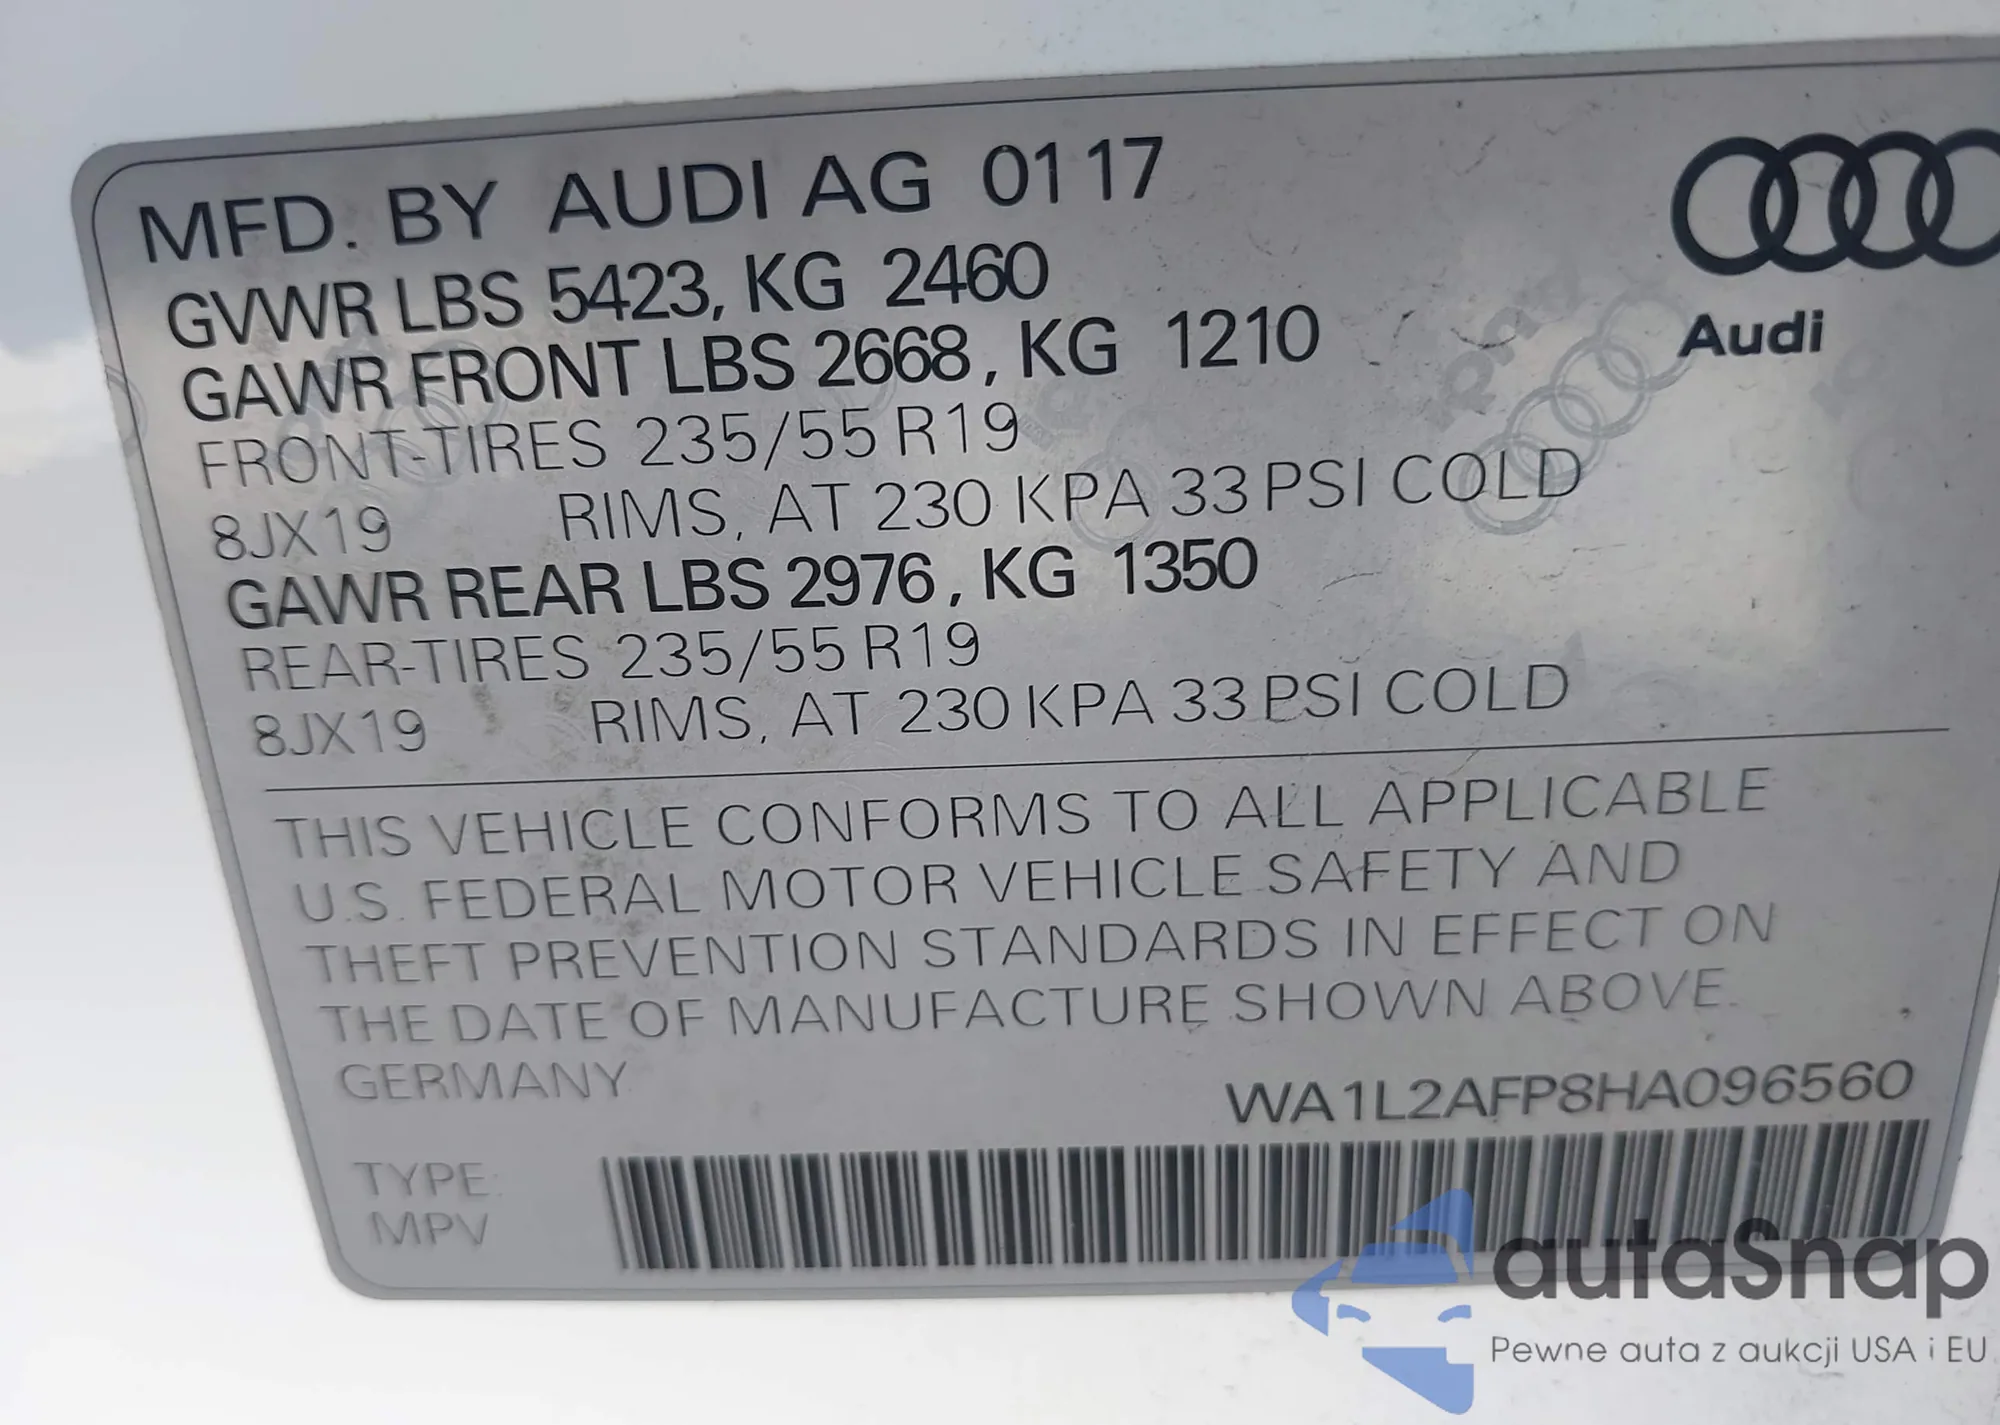 MFD. BY AUDI AG 01 17
GVWR LBS 5423, KG 2460
GAWR FRONT LBS 2668, KG 1210
FRONT-TIRES 235/55 R19
8JX19 RIMS, AT 230 KPA 33 PSI COLD
GAWR REAR LBS 2976, KG 1350
REAR-TIRES 235/55 R19
8JX19 RIMS, AT 230 KPA 33 PSI COLD
Audi
THIS VEHICLE CONFORMS TO ALL APPLICABLE
U.S. FEDERAL MOTOR VEHICLE SAFETY AND
THEFT PREVENTION STANDARDS IN EFFECT ON
THE DATE OF MANUFACTURE SHOWN ABOVE.
GERMANY
WA1L2AFP8HA096560
TYPE:
MPV
autaSnap
Pewne auta z aukcji USA i EU